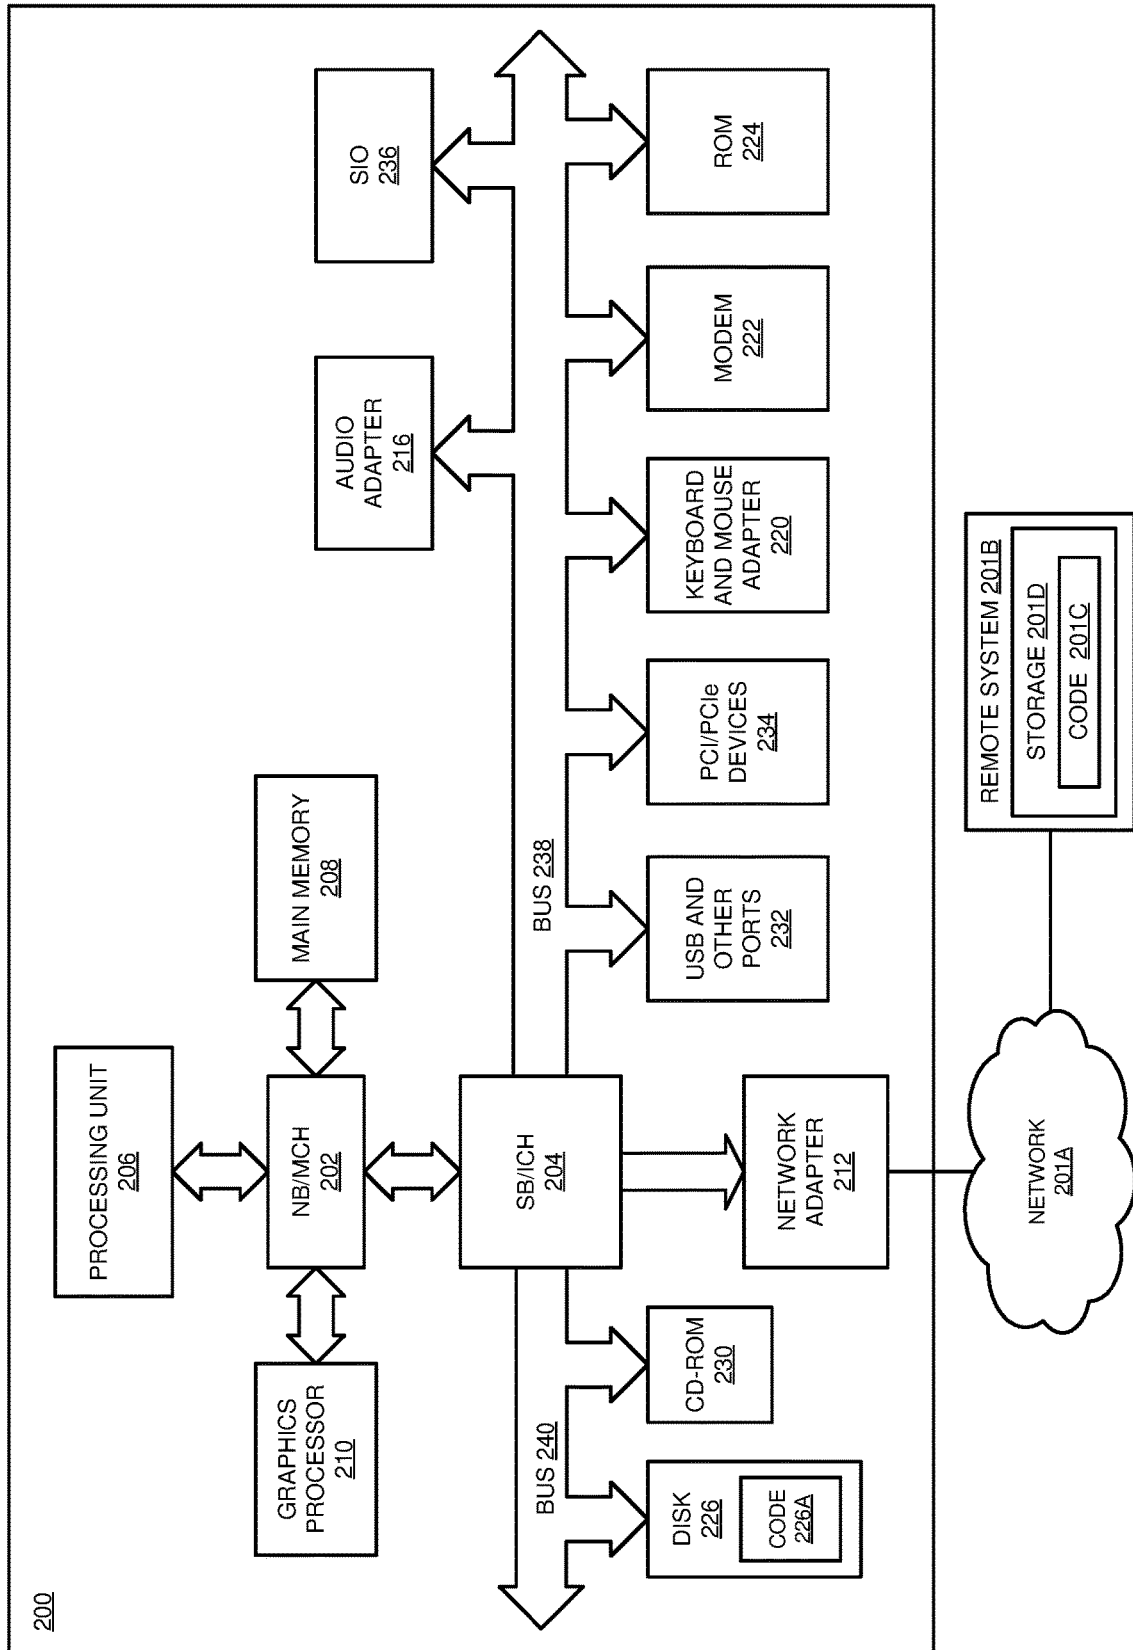 200
PROCESSING UNIT
206
GRAPHICS
PROCESSOR
210
NB/MCH
202
MAIN MEMORY
208
AUDIO
ADAPTER
216
SIO
236
SB/ICH
204
BUS 240
BUS 238
DISK
226
CODE
226A
CD-ROM
230
NETWORK
ADAPTER
212
USB AND
OTHER
PORTS
232
PCI/PCIe
DEVICES
234
KEYBOARD
AND MOUSE
ADAPTER
220
MODEM
222
ROM
224
NETWORK
201A
REMOTE SYSTEM 201B
STORAGE 201D
CODE 201C